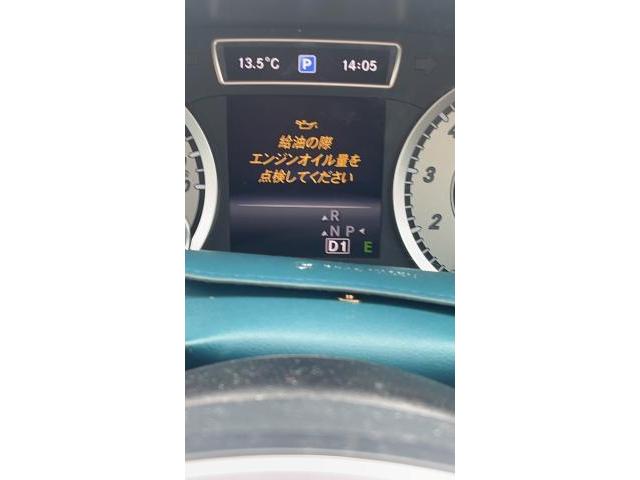 13.5°C P 14:05
給油の際
エンジンオイル量を
点検してください
R
N P
D1 E
3
2